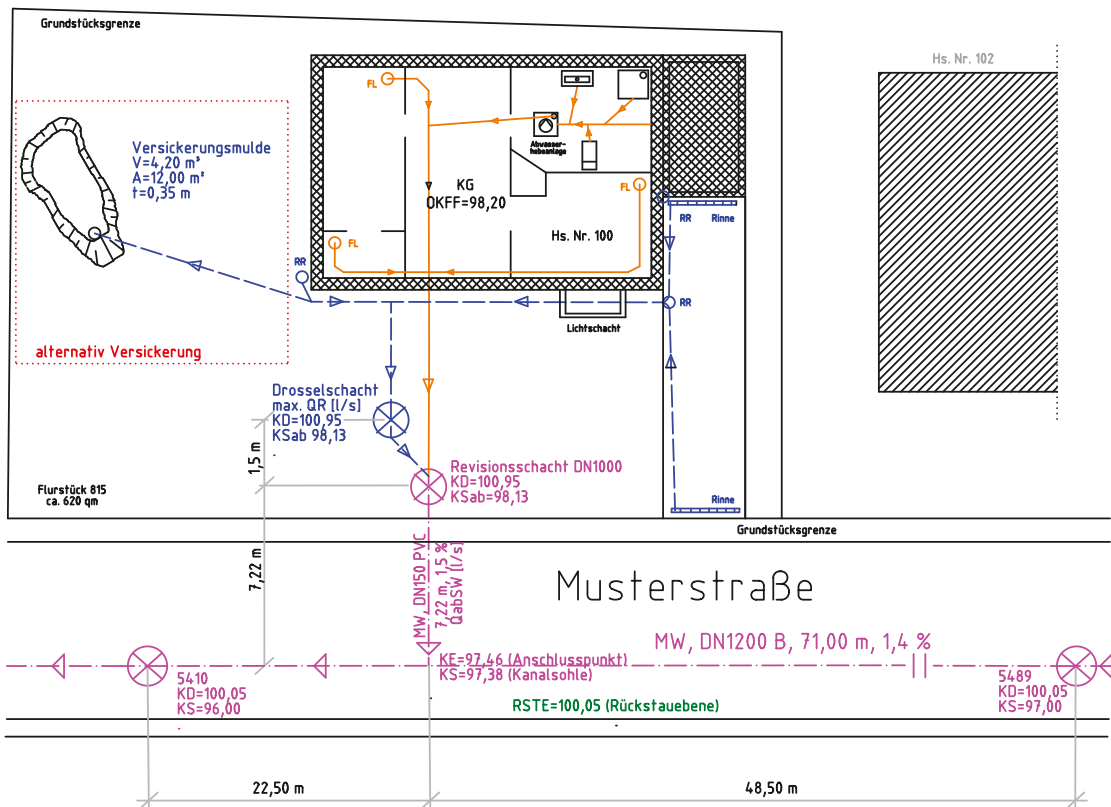 Grundstücksgrenze
Hs. Nr. 102
FL
Abwasser-
hebeanlage
Versickerungsmulde
V=4,20 m³
A=12,00 m²
t=0,35 m
KG
OKFF=98,20
FL
RR
Rinne
Hs. Nr. 100
FL
RR
RR
Lichtschacht
alternativ Versickerung
Drosselschacht
max. QR [l/s]
KD=100,95
KSab 98,13
1,5 m
Revisionsschacht DN1000
KD=100,95
KSab=98,13
Flurstück 815
ca. 620 qm
Rinne
Grundstücksgrenze
7,22 m
MW, DN150 PVC
7,22 m, 1,5 %
QabSW [l/s]
Musterstraße
MW, DN1200 B, 71,00 m, 1,4 %
KE=97,46 (Anschlusspunkt)
KS=97,38 (Kanalsohle)
5410
KD=100,05
KS=96,00
5489
KD=100,05
KS=97,00
RSTE=100,05 (Rückstauebene)
22,50 m
48,50 m